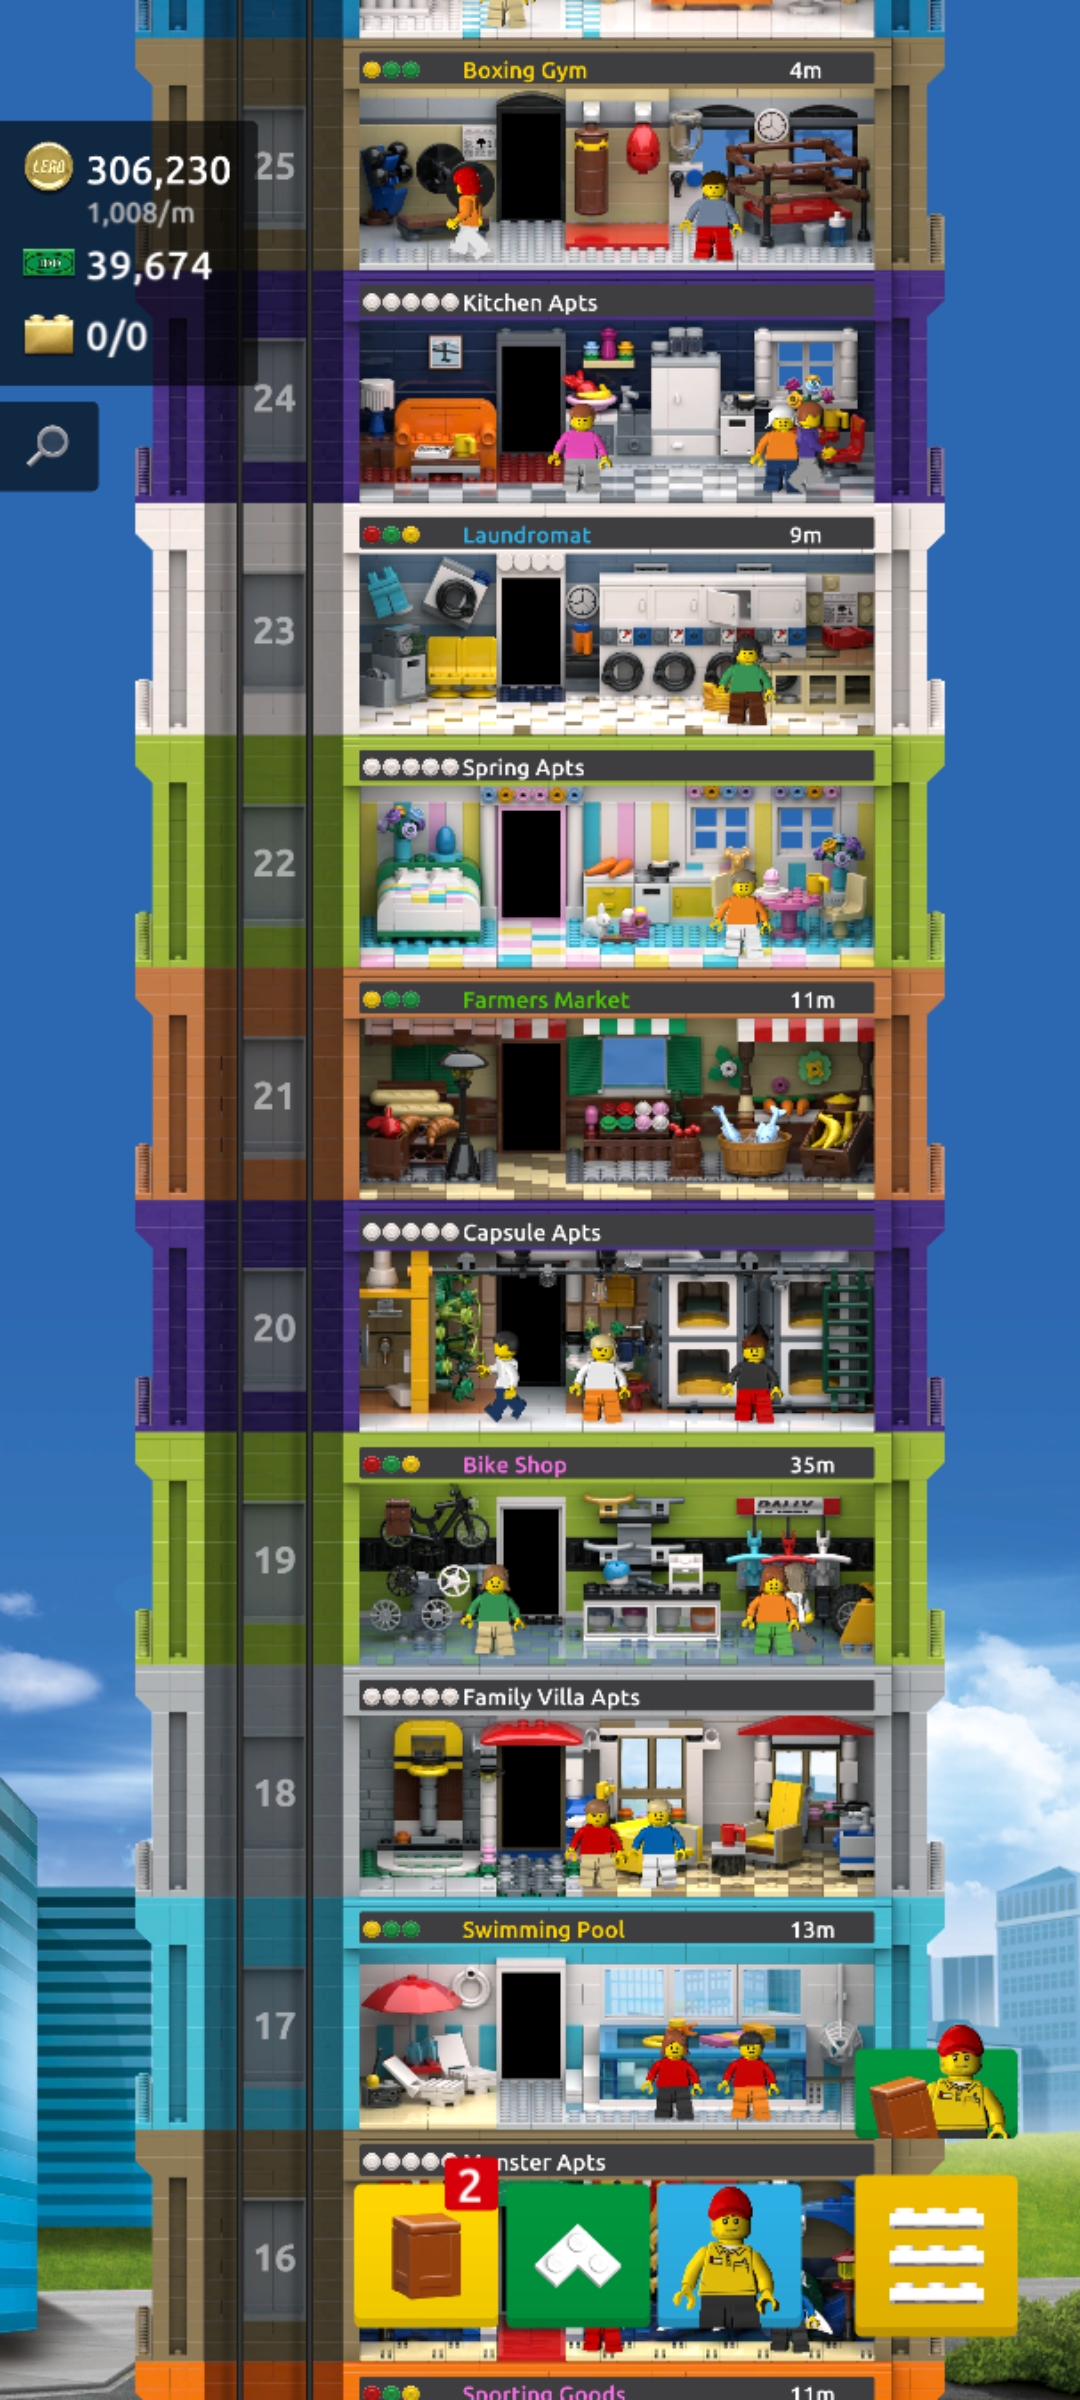 Boxing Gym 4m
25
LEGO 306,230
1,008/m
39,674
Kitchen Apts
0/0
24
Laundromat 9m
23
Spring Apts
22
Farmers Market 11m
21
Capsule Apts
20
Bike Shop 35m
RALLY
19
Family Villa Apts
18
Swimming Pool 13m
17
nster Apts
2
16
Sporting Goods 11m